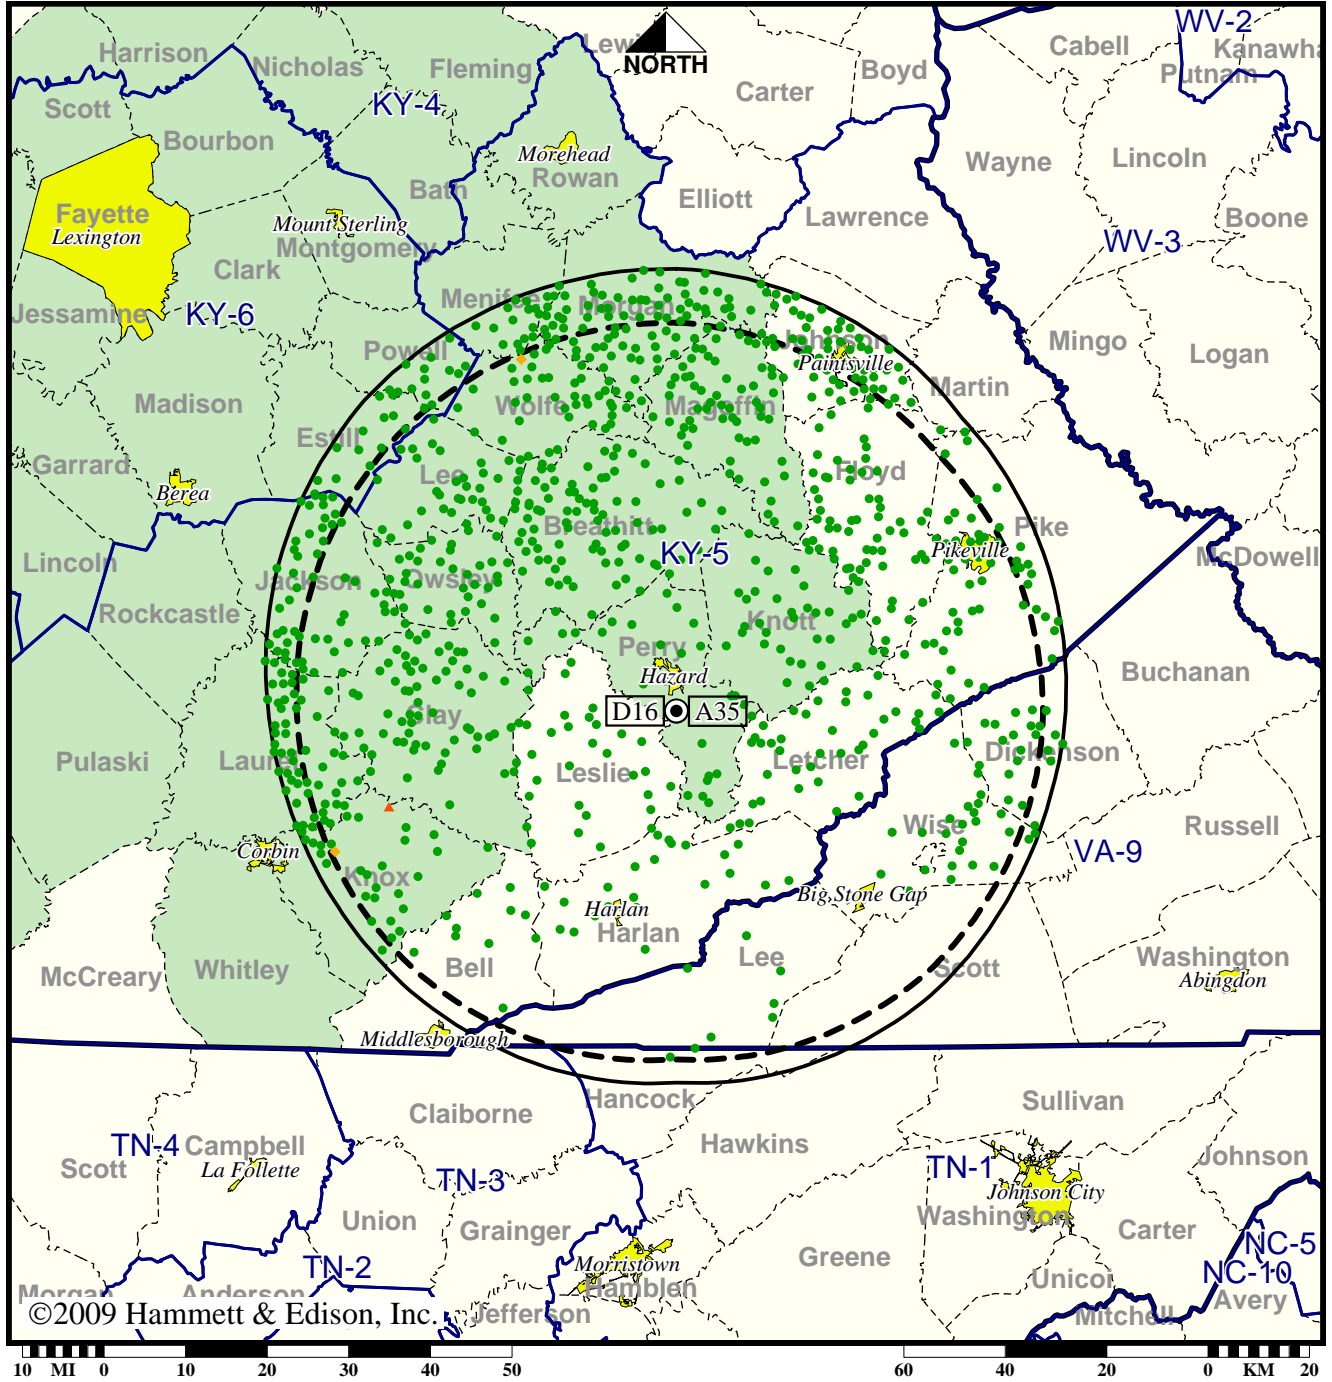 WV-2
Harrison
Nicholas
Fleming
NORTH
Boyd
Cabell
Putnam
Carter
Scott
KY-4
Bourbon
Morehead
Rowan
Wayne
Lincoln
Bath
Elliott
Fayette
Lexington
Mount Sterling
Montgomery
Lawrence
Boone
WV-3
Clark
Menifee
Morgan
Jessamine
KY-6
Powell
Johnson
Paintsville
Mingo
Logan
Martin
Madison
Wolfe
Magoffin
Estill
Garrard
Lee
Floyd
Berea
Breathitt
Pike
Pikeville
KY-5
McDowell
Lincoln
Jackson
Owsley
Rockcastle
Knott
Perry
Hazard
Buchanan
D16
A35
Clay
Pulaski
Leslie
Letcher
Dickenson
Wise
Russell
Corbin
VA-9
Knox
Big Stone Gap
Harlan
Harlan
Lee
Washington
Abingdon
McCreary
Whitley
Bell
Scott
Middlesborough
Claiborne
Hancock
Sullivan
TN-4
Campbell
Hawkins
Scott
La Follette
TN-3
TN-1
Johnson
Johnson City
Washington
Union
Grainger
Carter
Greene
NC-5
TN-2
Morristown
Hamblen
Unicoi
NC-10
Avery
Morgan
Anderson
Mitchell
©2009 Hammett & Edison, Inc.
Jefferson
10 MI 0 10 20 30 40 50
60 40 20 0 KM 20